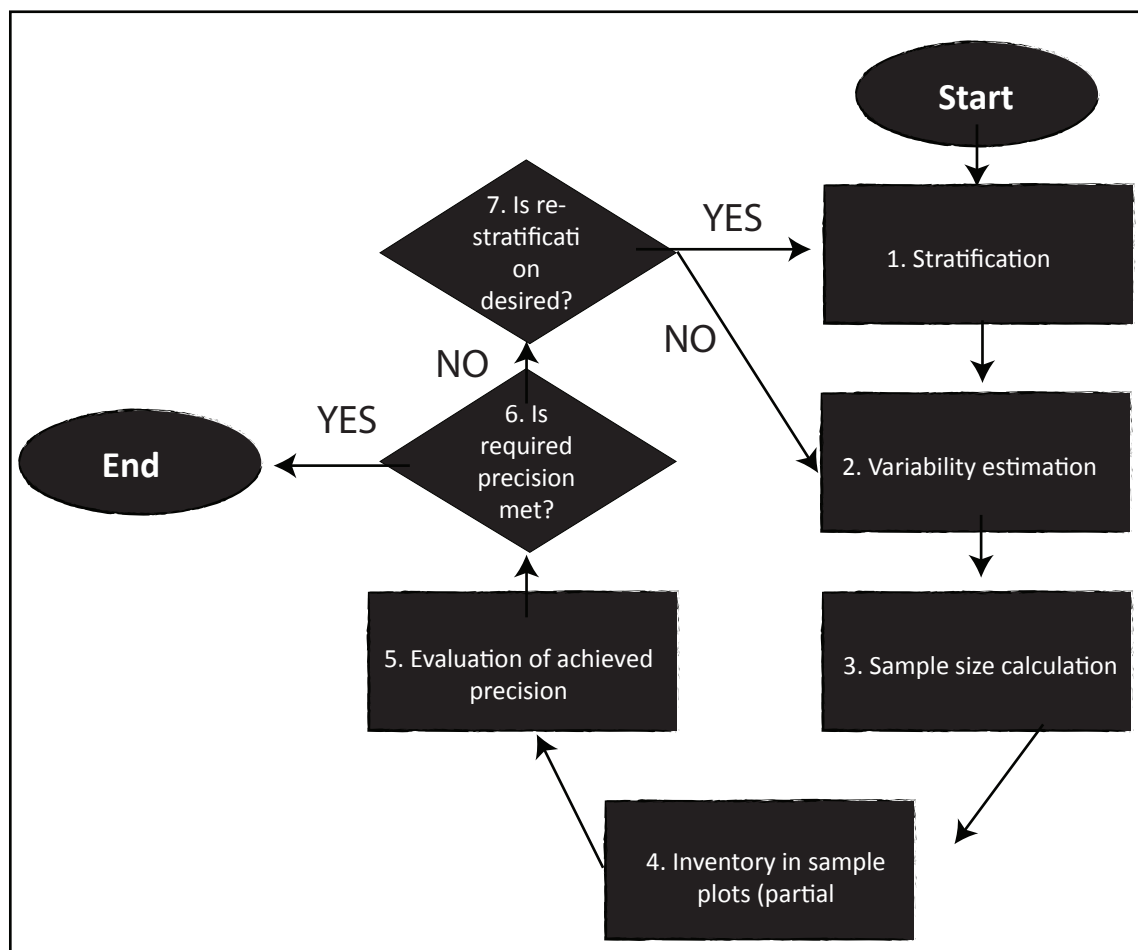 Start
1. Stratification
2. Variability estimation
3. Sample size calculation
4. Inventory in sample
plots (partial
5. Evaluation of achieved
precision
6. Is
required
precision
met?
YES
End
NO
7. Is re-
stratificati
on
desired?
YES
NO